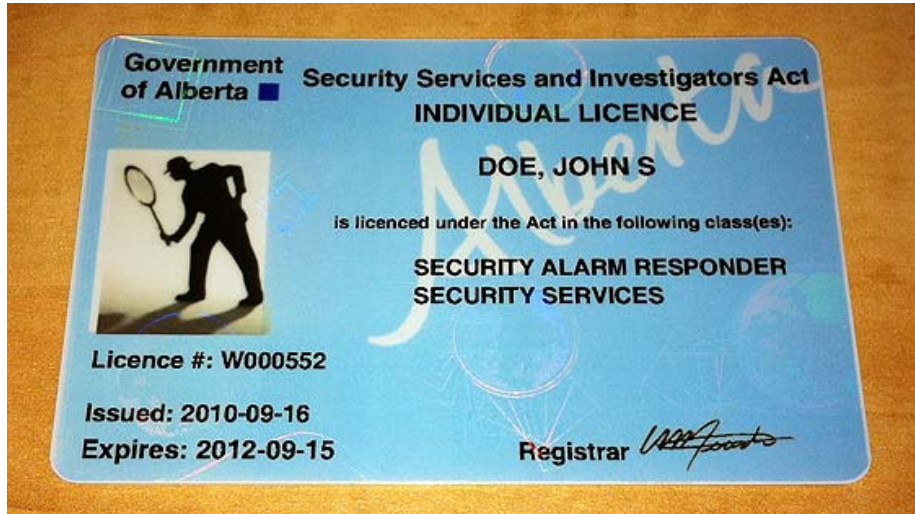 Government
of Alberta
Security Services and Investigators Act
INDIVIDUAL LICENCE
Alberta
DOE, JOHN S
is licenced under the Act in the following class(es):
SECURITY ALARM RESPONDER
SECURITY SERVICES
Licence #: W000552
Issued: 2010-09-16
Expires: 2012-09-15
Registrar